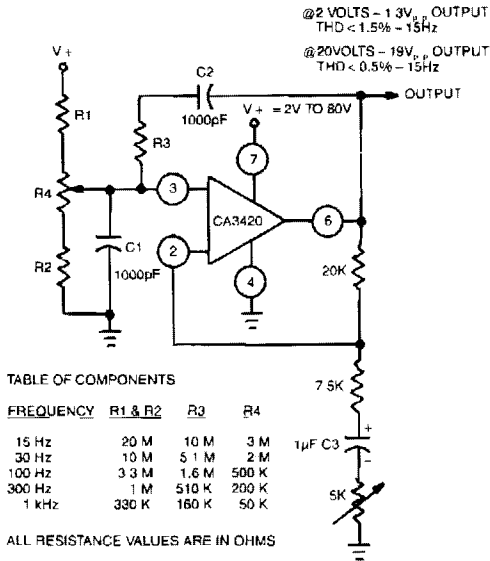 @2 VOLTS – 1 3Vp p OUTPUT
THD < 1.5% – 15Hz
@20VOLTS – 19Vp p OUTPUT
THD < 0.5% – 15Hz
V +
C2
OUTPUT
R1
1000pF
V + = 2V TO 80V
R3
7
R4
3
CA3420
6
C1
2
R2
1000pF
4
20K
TABLE OF COMPONENTS
7 5K
FREQUENCY R1 & R2 R3 R4
15 Hz 20 M 10 M 3 M
+
30 Hz 10 M 5 1 M 2 M
1µF C3
100 Hz 3 3 M 1.6 M 500 K
–
300 Hz 1 M 510 K 200 K
5K
1 kHz 330 K 160 K 50 K
ALL RESISTANCE VALUES ARE IN OHMS